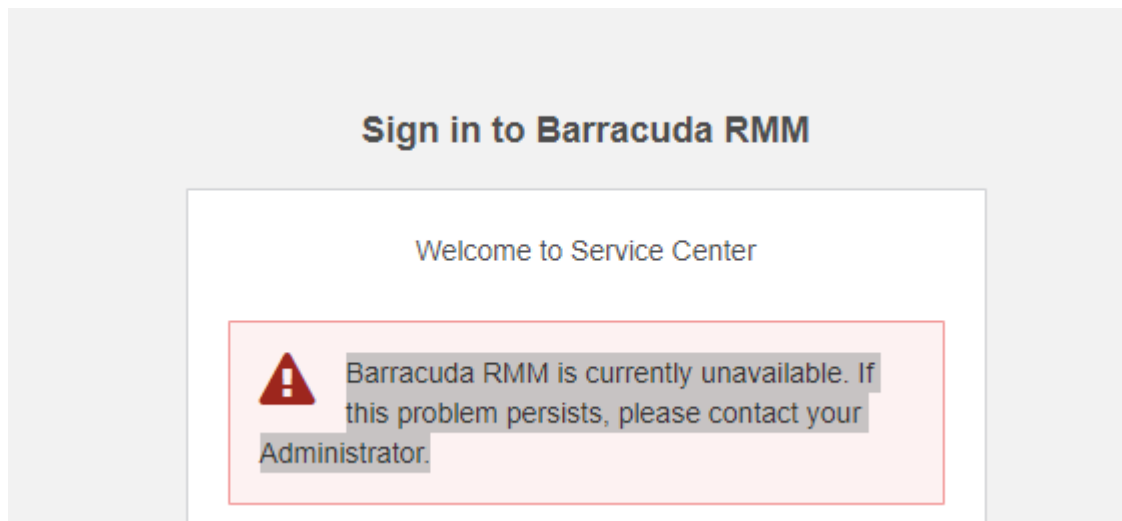 Sign in to Barracuda RMM
Welcome to Service Center
Barracuda RMM is currently unavailable. If
this problem persists, please contact your
Administrator.